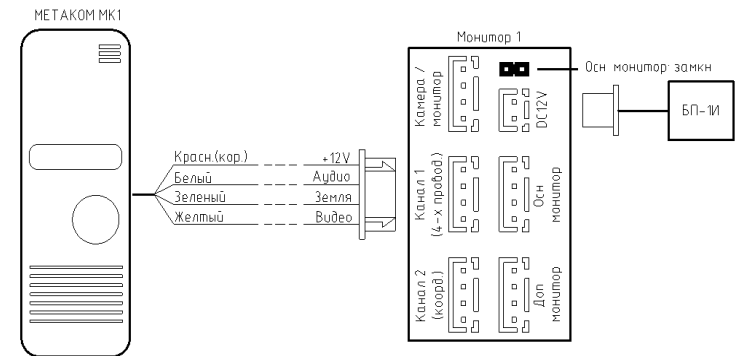 МЕТАКОМ МК1
Красн.(кор.)
Белый
Зеленый
Желтый
+12V
Аудио
Земля
Видео
Монитор 1
Камера /
монитор
DC12V
Канал 1
(4-х провод.)
Осн
монитор
Канал 2
(коорд.)
Доп
монитор
Осн монитор: замкн
БП-1И